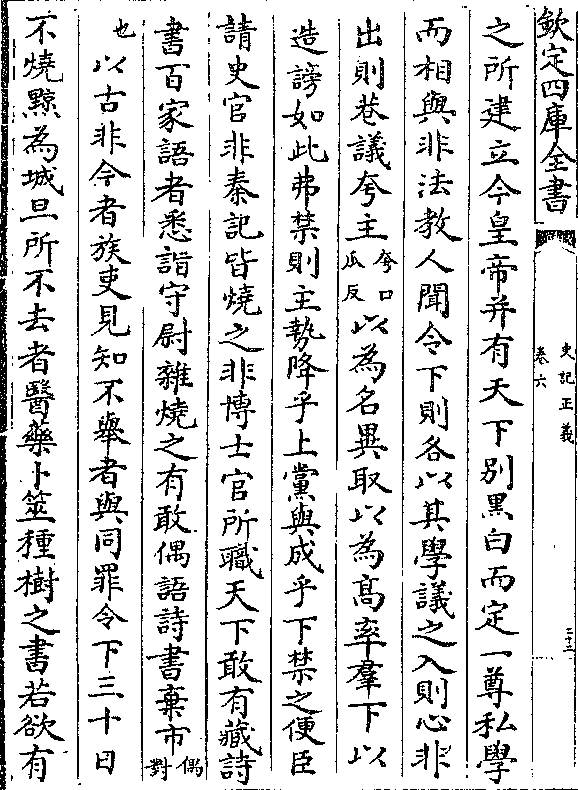 欽定四庫全書
史記正義
卷六
之所建立今皇帝并有天下別黑白而定一尊私學
而相與非法教人聞令下則各以其學議之入則心非
出則巷議夸主夸口瓜反以為名異取以為髙率羣下以
造謗如此弗禁則主勢降乎上黨與成乎下禁之便臣
請史官非秦記皆燒之非博士官所職天下敢有藏詩
書百家語者悉詣守尉雜燒之有敢偶語詩書棄市偶對
也以古非今者族吏見知不舉者與同罪令下三十日
不燒黥為城旦所不去者醫藥卜筮種樹之書若欲有